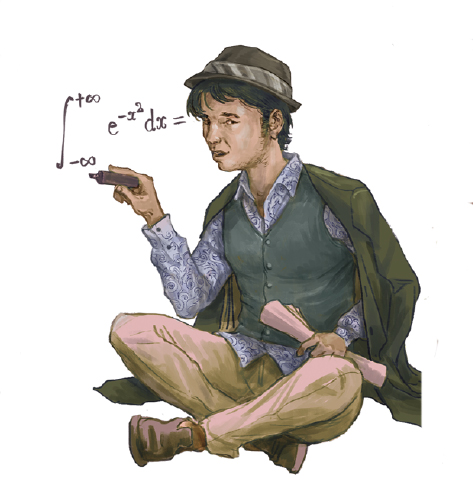 ∫₋∞⁺∞ e⁻ˣ² dx =